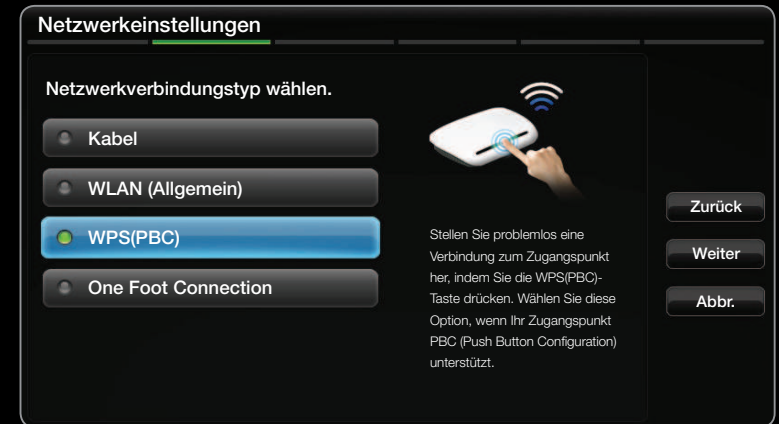 Netzwerkeinstellungen
Netzwerkverbindungstyp wählen.
Kabel
WLAN (Allgemein)
WPS(PBC)
One Foot Connection
Stellen Sie problemlos eine
Verbindung zum Zugangspunkt
her, indem Sie die WPS(PBC)-
Taste drücken. Wählen Sie diese
Option, wenn Ihr Zugangspunkt
PBC (Push Button Configuration)
unterstützt.
Zurück
Weiter
Abbr.